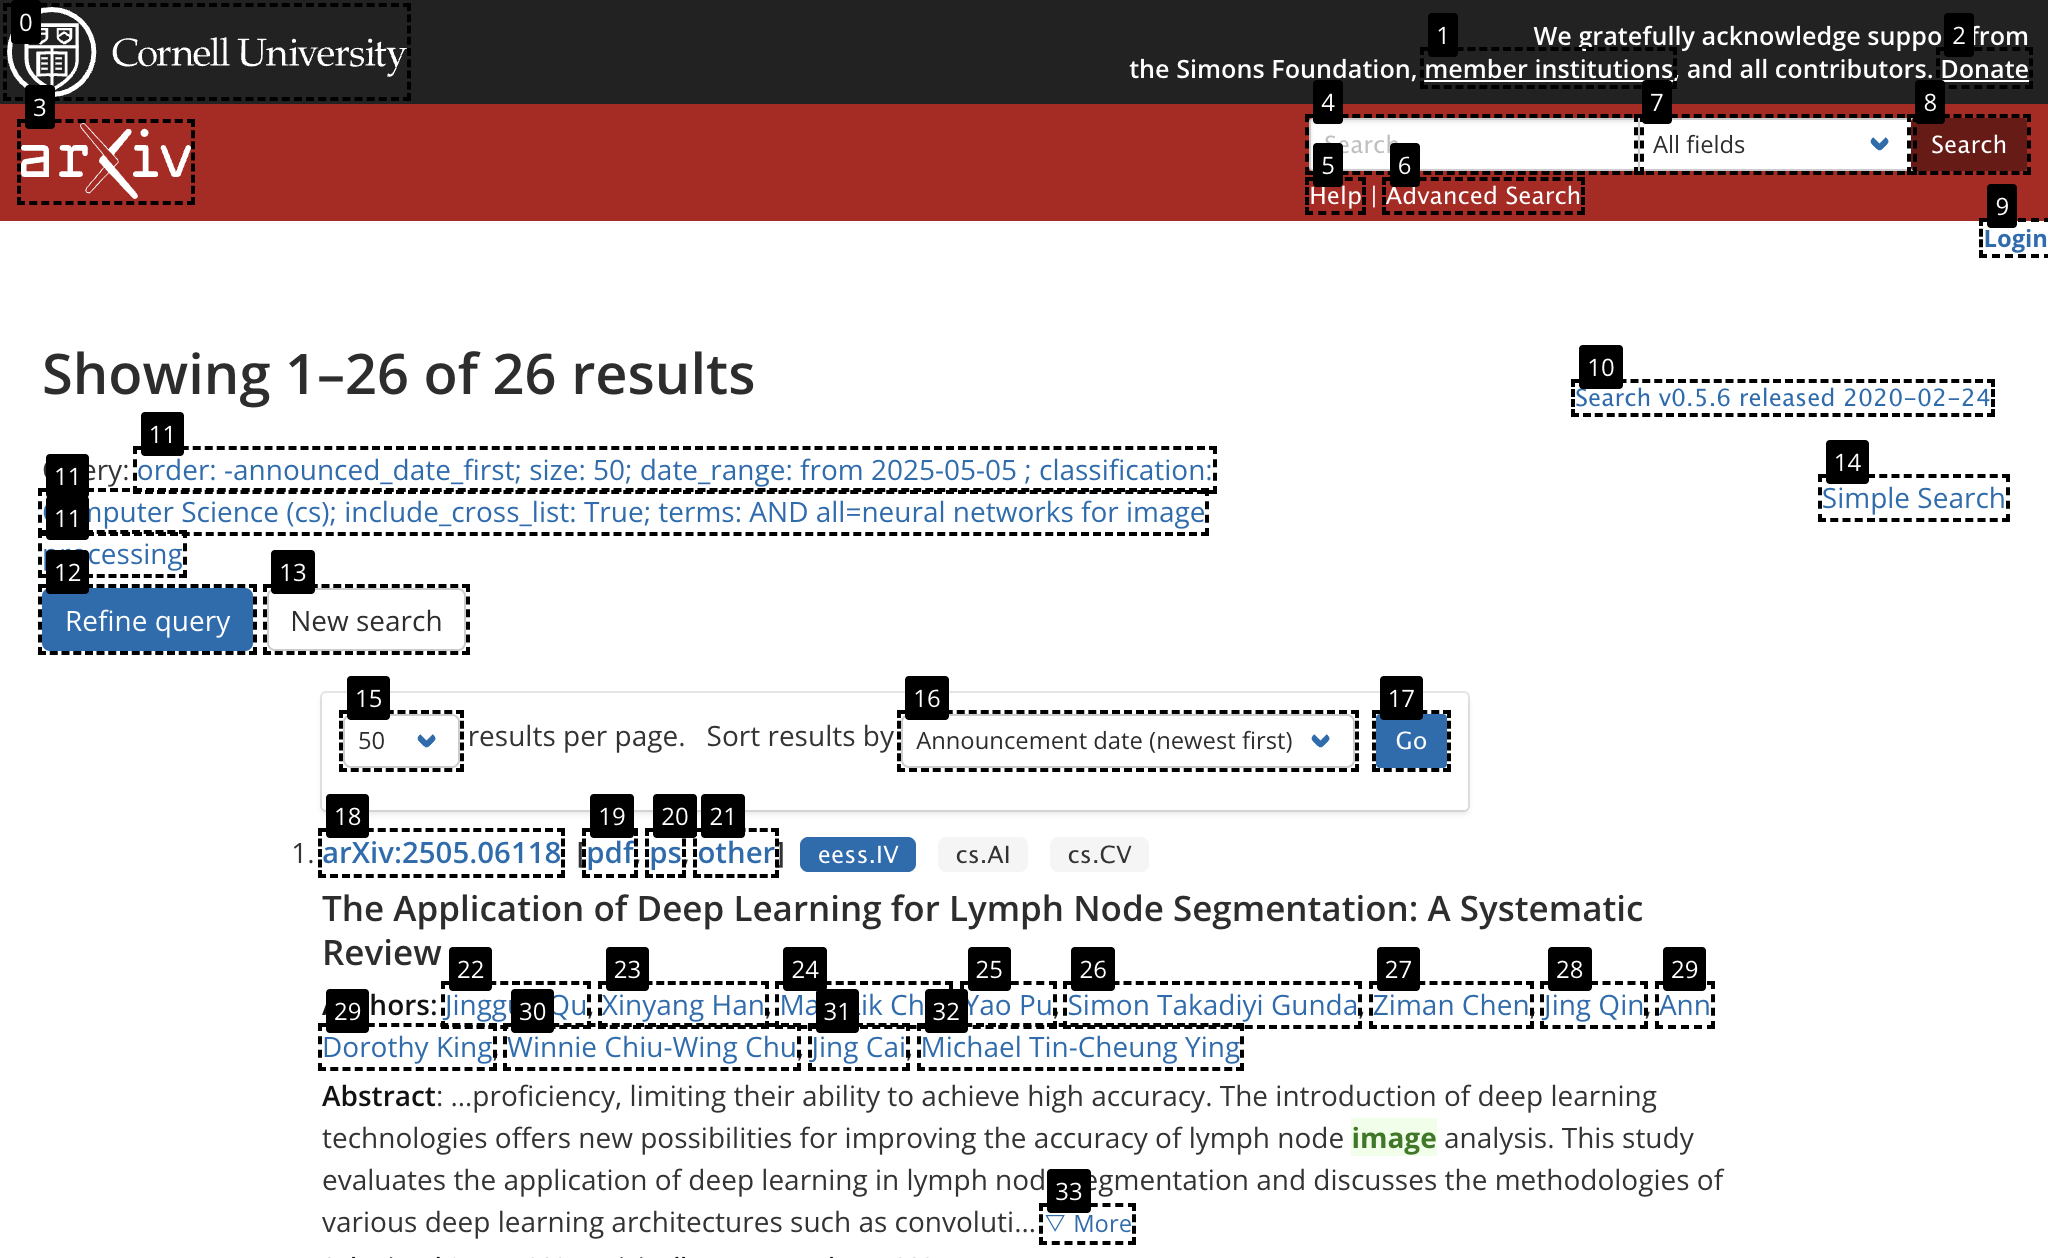 0
Cornell University
We gratefully acknowledge suppo
from
1
2
the Simons Foundation, member institutions, and all contributors. Donate
3
arXiv
4
Search
7
All fields
8
Search
5
6
Help | Advanced Search
9
Login
Showing 1–26 of 26 results
10
Search v0.5.6 released 2020-02-24
11
order: -announced_date_first; size: 50; date_range: from 2025-05-05 ; classification:
11
mputer Science (cs); include_cross_list: True; terms: AND all=neural networks for image
11
cessing
14
Simple Search
12
13
Refine query
New search
15
16
17
50 results per page. Sort results by Announcement date (newest first) Go
18
19
20
21
1. arXiv:2505.06118 [pdf, ps, other] eess.IV cs.AI cs.CV
The Application of Deep Learning for Lymph Node Segmentation: A Systematic
Review
22
23
24
25
26
27
28
29
hors: Jingg Qu, Xinyang Han, Ma ik Ch Yao Pu, Simon Takadiyi Gunda, Ziman Chen, Jing Qin, Ann
29
30
31
32
Dorothy King, Winnie Chiu-Wing Chu, Jing Cai, Michael Tin-Cheung Ying
Abstract: ...proficiency, limiting their ability to achieve high accuracy. The introduction of deep learning
technologies offers new possibilities for improving the accuracy of lymph node image analysis. This study
evaluates the application of deep learning in lymph nod egmentation and discusses the methodologies of
33
various deep learning architectures such as convoluti... ▽ More